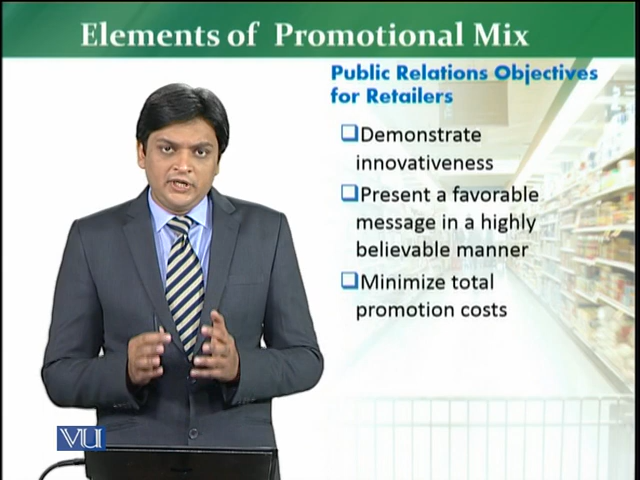 Elements of Promotional Mix
Public Relations Objectives
for Retailers
Demonstrate
innovativeness
Present a favorable
message in a highly
believable manner
Minimize total
promotion costs
VU